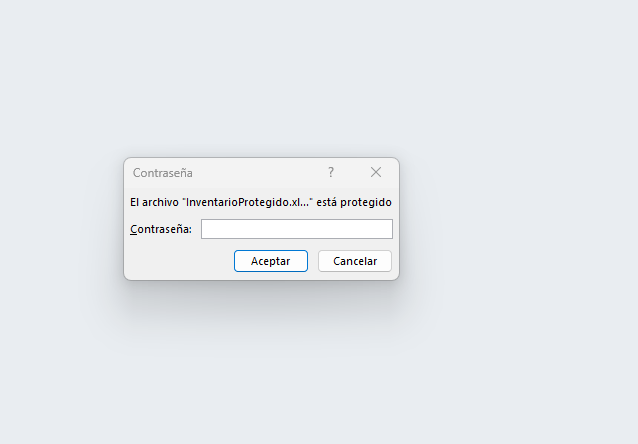 Contraseña ?
El archivo "InventarioProtegido.xl..." está protegido
Contraseña:
Aceptar Cancelar